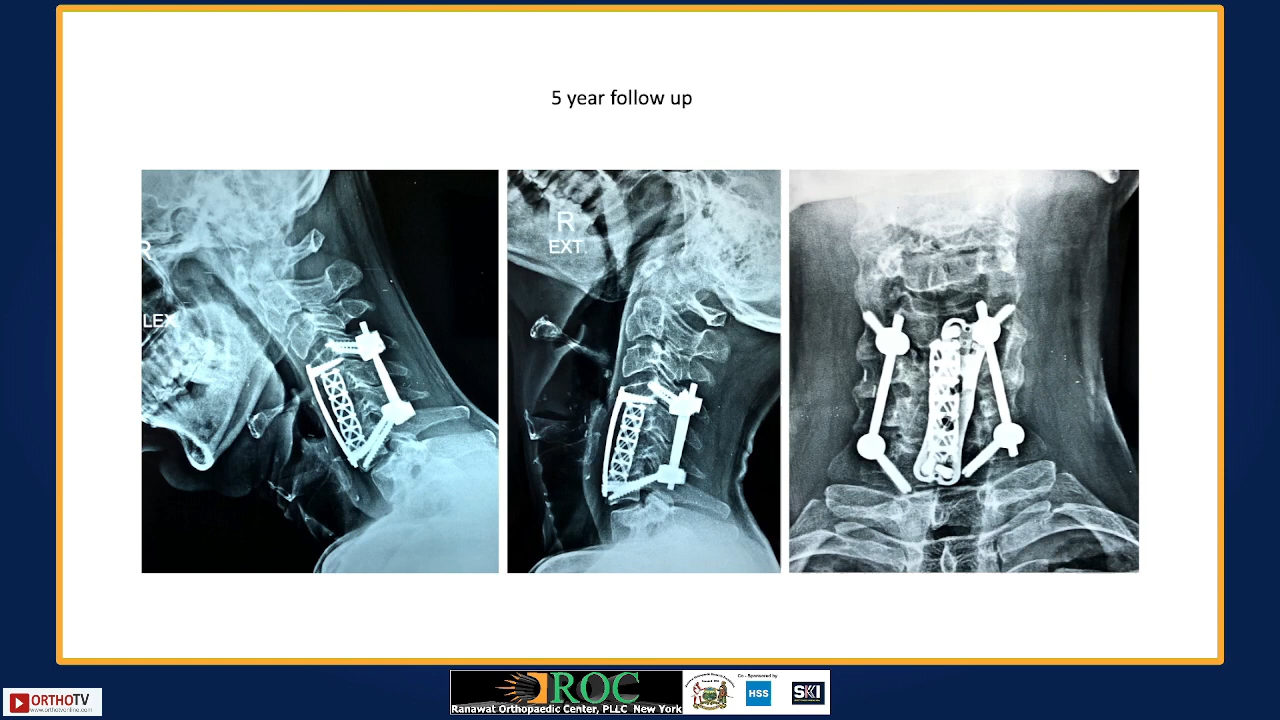 5 year follow up
R
LEX
R
EXT.
ORTHOTV
www.orthotvonline.com
ROC
Ranawat Orthopaedic Center, PLLC New York
Co - Sponsored by
HSS
SKI